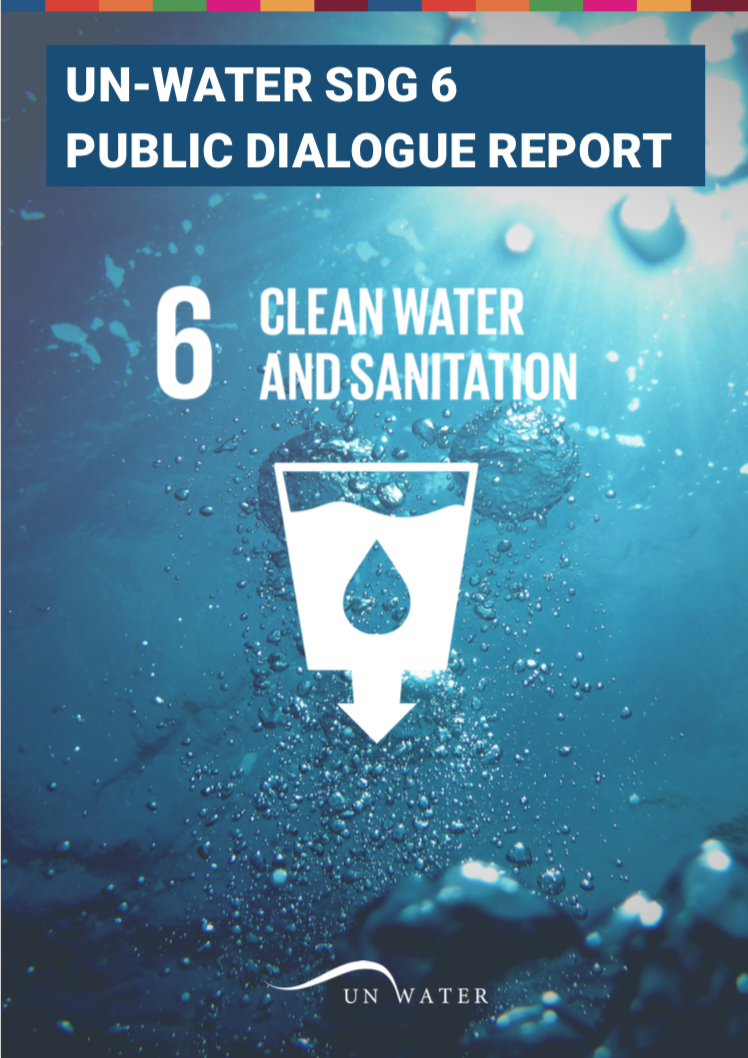 UN-WATER SDG 6
PUBLIC DIALOGUE REPORT
6 CLEAN WATER
AND SANITATION
UN WATER